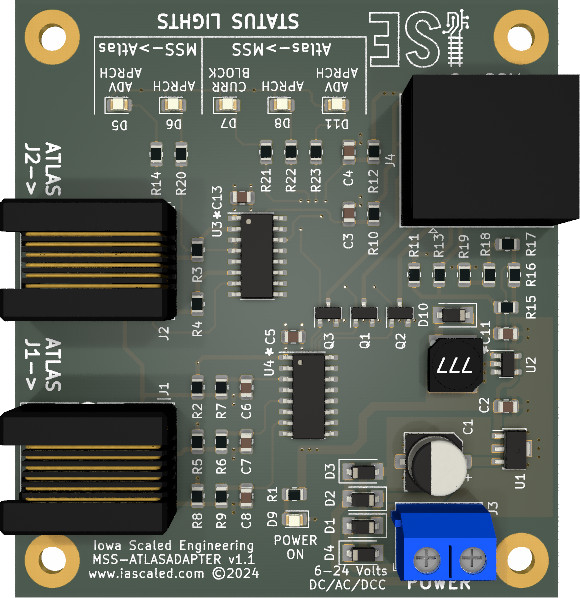 STATUS LIGHTS
MSS->Atlas
Atlas->MSS
ISE
ADV
APRCH
APRCH
CURR
BLOCK
APRCH
ADV
APRCH
D5
D6
D7
D8
D11
J4
ATLAS
J2->
R14
R20
R21
R22
R23
C4
R12
U3*
C13
C3
R10
R3
R4
J2
R11
R13
R19
R18
R17
R16
R15
D10
C11
Q3
Q1
Q2
777
U2
C5
U4*
ATLAS
J1->
J1
R2
R7
C6
R5
R6
C7
R8
R9
C8
C2
C1
+
U1
J3
R1
D9
POWER
ON
D3
D2
D1
D4
6-24 Volts
DC/AC/DCC
POWER
Iowa Scaled Engineering
MSS-ATLASADAPTER v1.1
www.iascaled.com ©2024